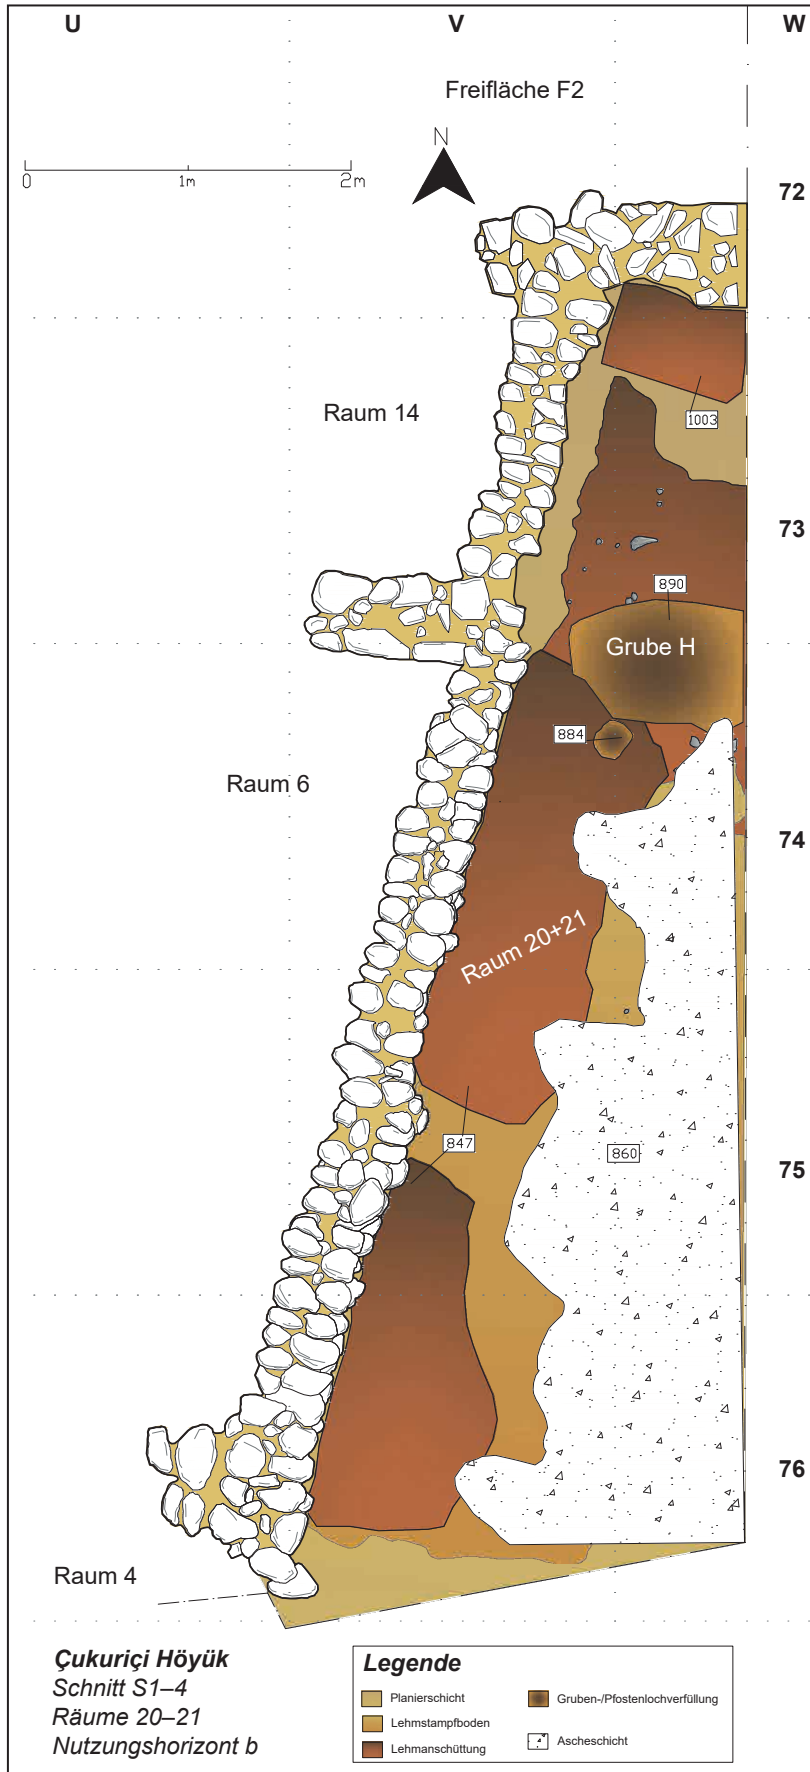 U V W
Freifläche F2
N
0 1m 2m
72
Raum 14
1003
73
890
Grube H
884
Raum 6
74
Raum 20+21
847
860
75
76
Raum 4
Çukuriçi Höyük
Schnitt S1–4
Räume 20–21
Nutzungshorizont b
Legende
Planierschicht
Lehmstampfboden
Lehmanschüttung
Gruben-/Pfostenlochverfüllung
Ascheschicht